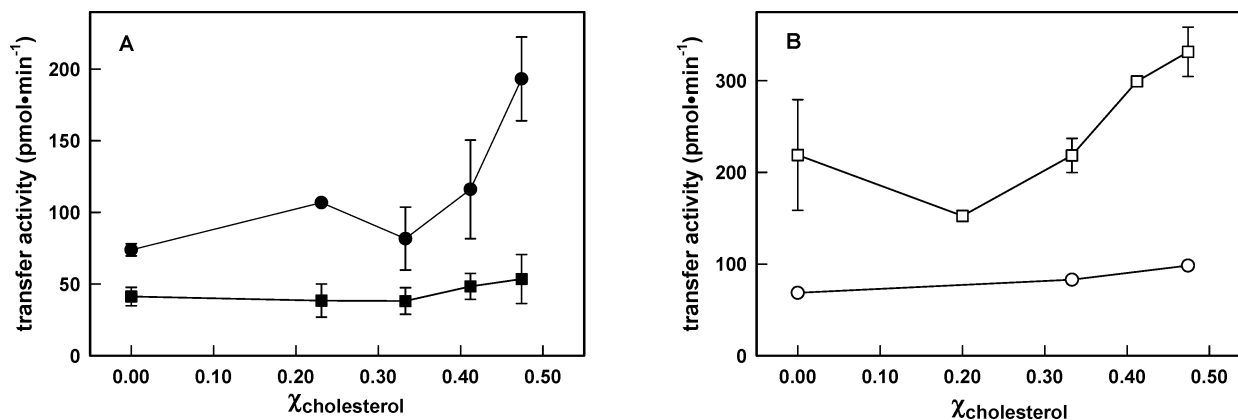 A
transfer activity (pmol•min⁻¹)
200
150
100
50
0
0.00 0.10 0.20 0.30 0.40 0.50
χcholesterol
B
transfer activity (pmol•min⁻¹)
300
200
100
0
0.00 0.10 0.20 0.30 0.40 0.50
χcholesterol